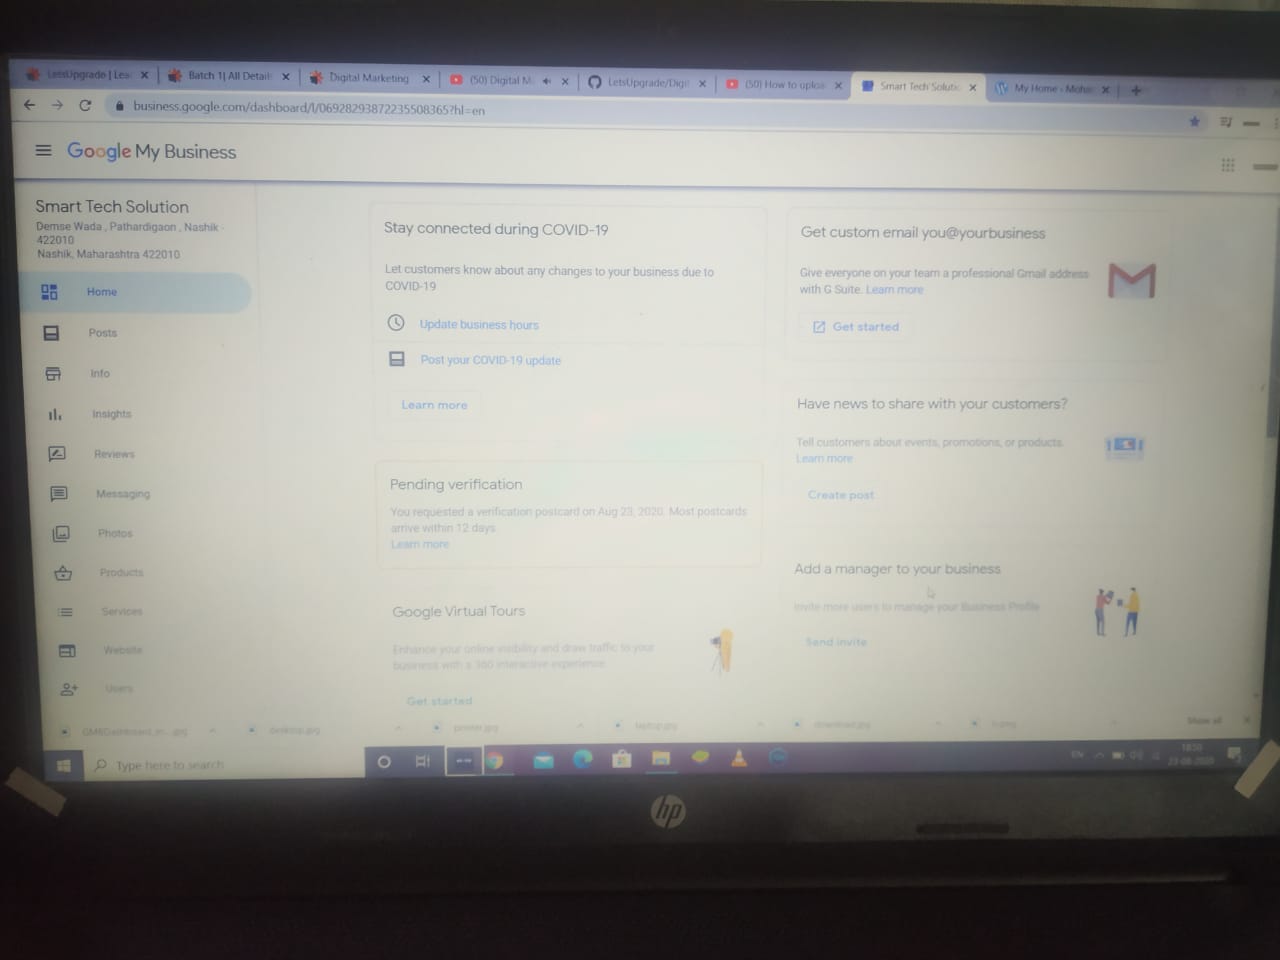 LetsUpgrade | Lea
Batch 1| All Details
Digital Marketing
(50) Digital M
LetsUpgrade/Digit
(50) How to uploa
Smart Tech Solutio
My Home ‹ Moha
business.google.com/dashboard/l/06928293872235508365?hl=en
Google My Business
Smart Tech Solution
Demse Wada , Pathardigaon , Nashik -
422010
Nashik, Maharashtra 422010
Home
Posts
Info
Insights
Reviews
Messaging
Photos
Products
Services
Website
Users
Stay connected during COVID-19
Let customers know about any changes to your business due to
COVID-19
Update business hours
Post your COVID-19 update
Learn more
Pending verification
You requested a verification postcard on Aug 23, 2020. Most postcards
arrive within 12 days.
Learn more
Google Virtual Tours
Enhance your online visibility and draw traffic to your
business with a 360 interactive experience.
Get started
Get custom email you@yourbusiness
Give everyone on your team a professional Gmail address
with G Suite. Learn more
Get started
Have news to share with your customers?
Tell customers about events, promotions, or products.
Learn more
Create post
Add a manager to your business
Invite more users to manage your Business Profile
Send invite
desktop.jpg
printer.jpg
laptop.jpg
download.jpg
Show all
Type here to search
EN
18:50
23-08-2020
hp